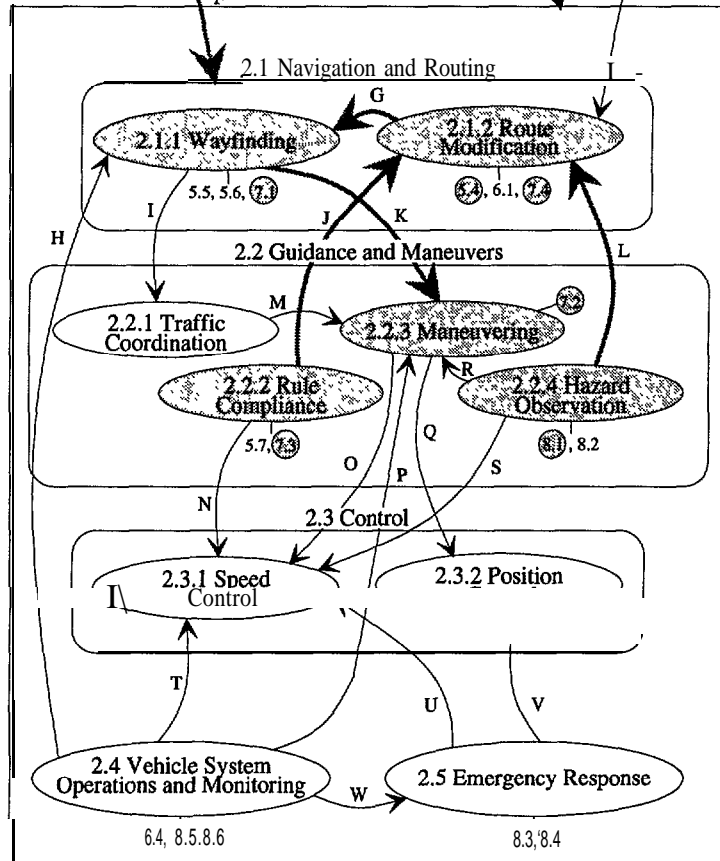 2.1 Navigation and Routing
I
G
2.1.1 Wayfinding
2.1.2 Route
Modification
5.5, 5.6, 7.1
5.4, 6.1, 7.4
H
I
J
K
L
2.2 Guidance and Maneuvers
M
7.2
2.2.1 Traffic
Coordination
2.2.3 Maneuvering
R
2.2.2 Rule
Compliance
2.2.4 Hazard
Observation
5.7, 7.3
8.1, 8.2
Q
O
P
S
N
2.3 Control
2.3.1 Speed
Control
2.3.2 Position
T
U
V
2.4 Vehicle System
Operations and Monitoring
W
2.5 Emergency Response
6.4, 8.5.8.6
8.3,'8.4